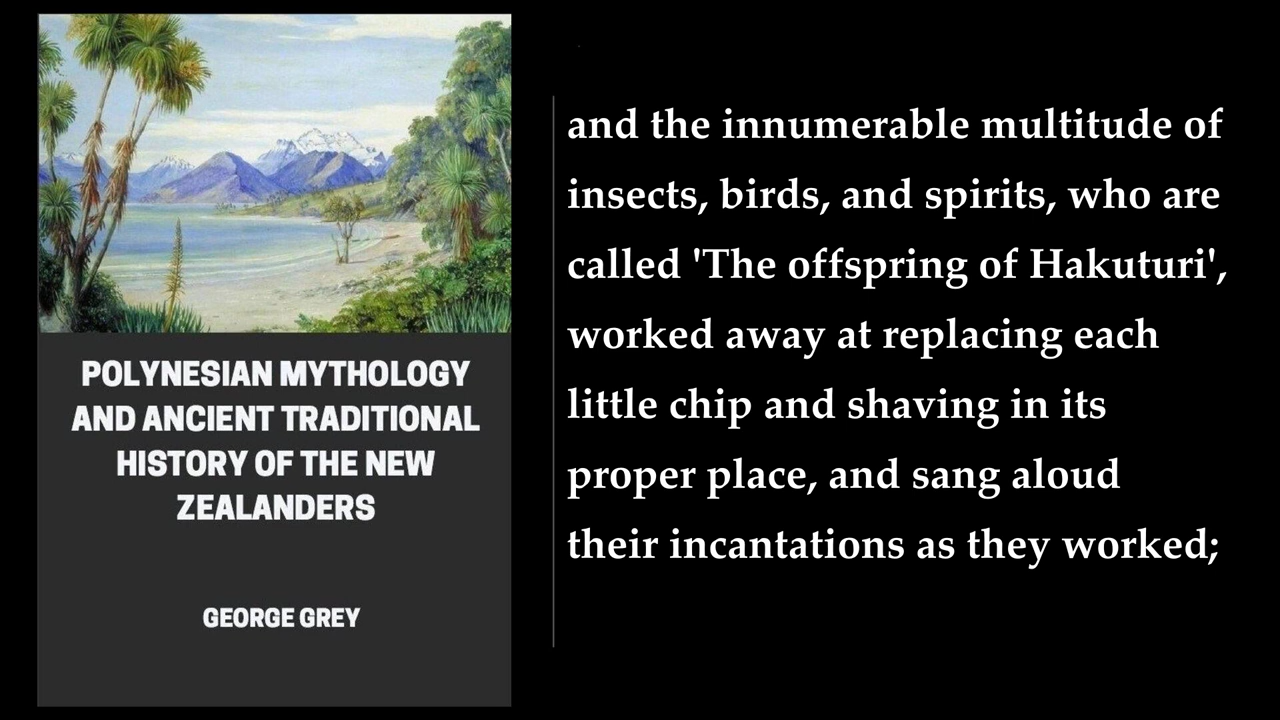 POLYNESIAN MYTHOLOGY
AND ANCIENT TRADITIONAL
HISTORY OF THE NEW
ZEALANDERS
GEORGE GREY
and the innumerable multitude of
insects, birds, and spirits, who are
called 'The offspring of Hakuturi',
worked away at replacing each
little chip and shaving in its
proper place, and sang aloud
their incantations as they worked;